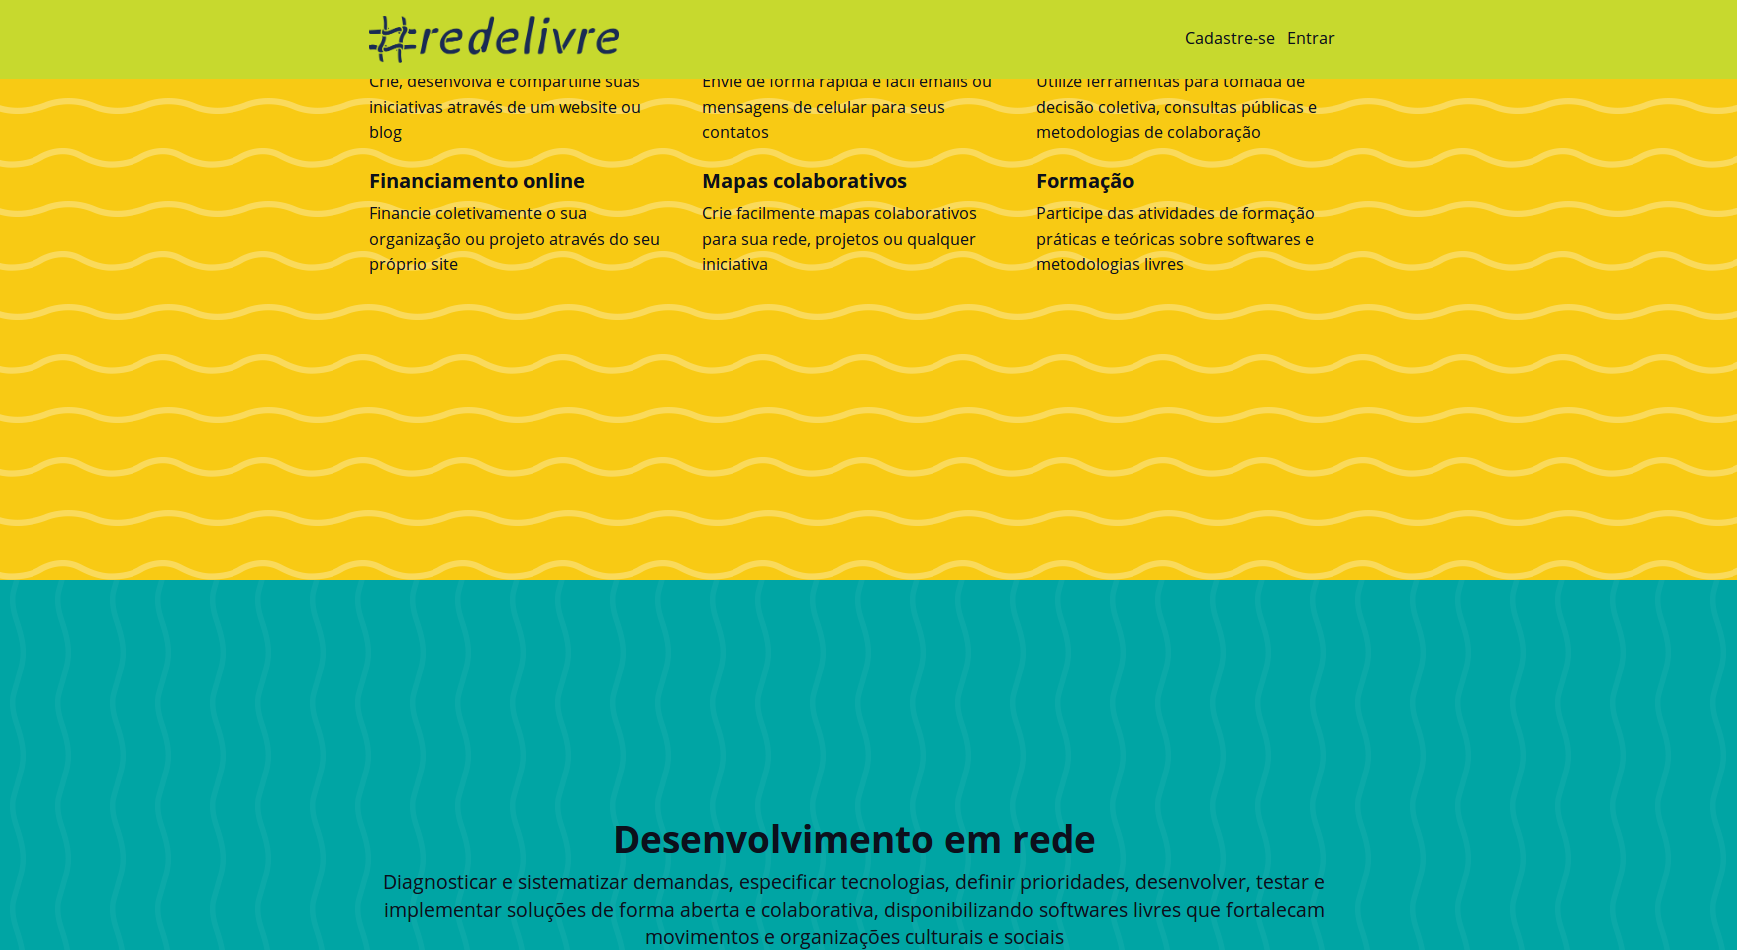 #redelivre
Cadastre-se Entrar
Crie, desenvolva e compartilhe suas
iniciativas através de um website ou
blog
Envie de forma rápida e fácil emails ou
mensagens de celular para seus
contatos
Utilize ferramentas para tomada de
decisão coletiva, consultas públicas e
metodologias de colaboração
Financiamento online
Financie coletivamente o sua
organização ou projeto através do seu
próprio site
Mapas colaborativos
Crie facilmente mapas colaborativos
para sua rede, projetos ou qualquer
iniciativa
Formação
Participe das atividades de formação
práticas e teóricas sobre softwares e
metodologias livres
Desenvolvimento em rede
Diagnosticar e sistematizar demandas, especificar tecnologias, definir prioridades, desenvolver, testar e
implementar soluções de forma aberta e colaborativa, disponibilizando softwares livres que fortalecam
movimentos e organizações culturais e sociais